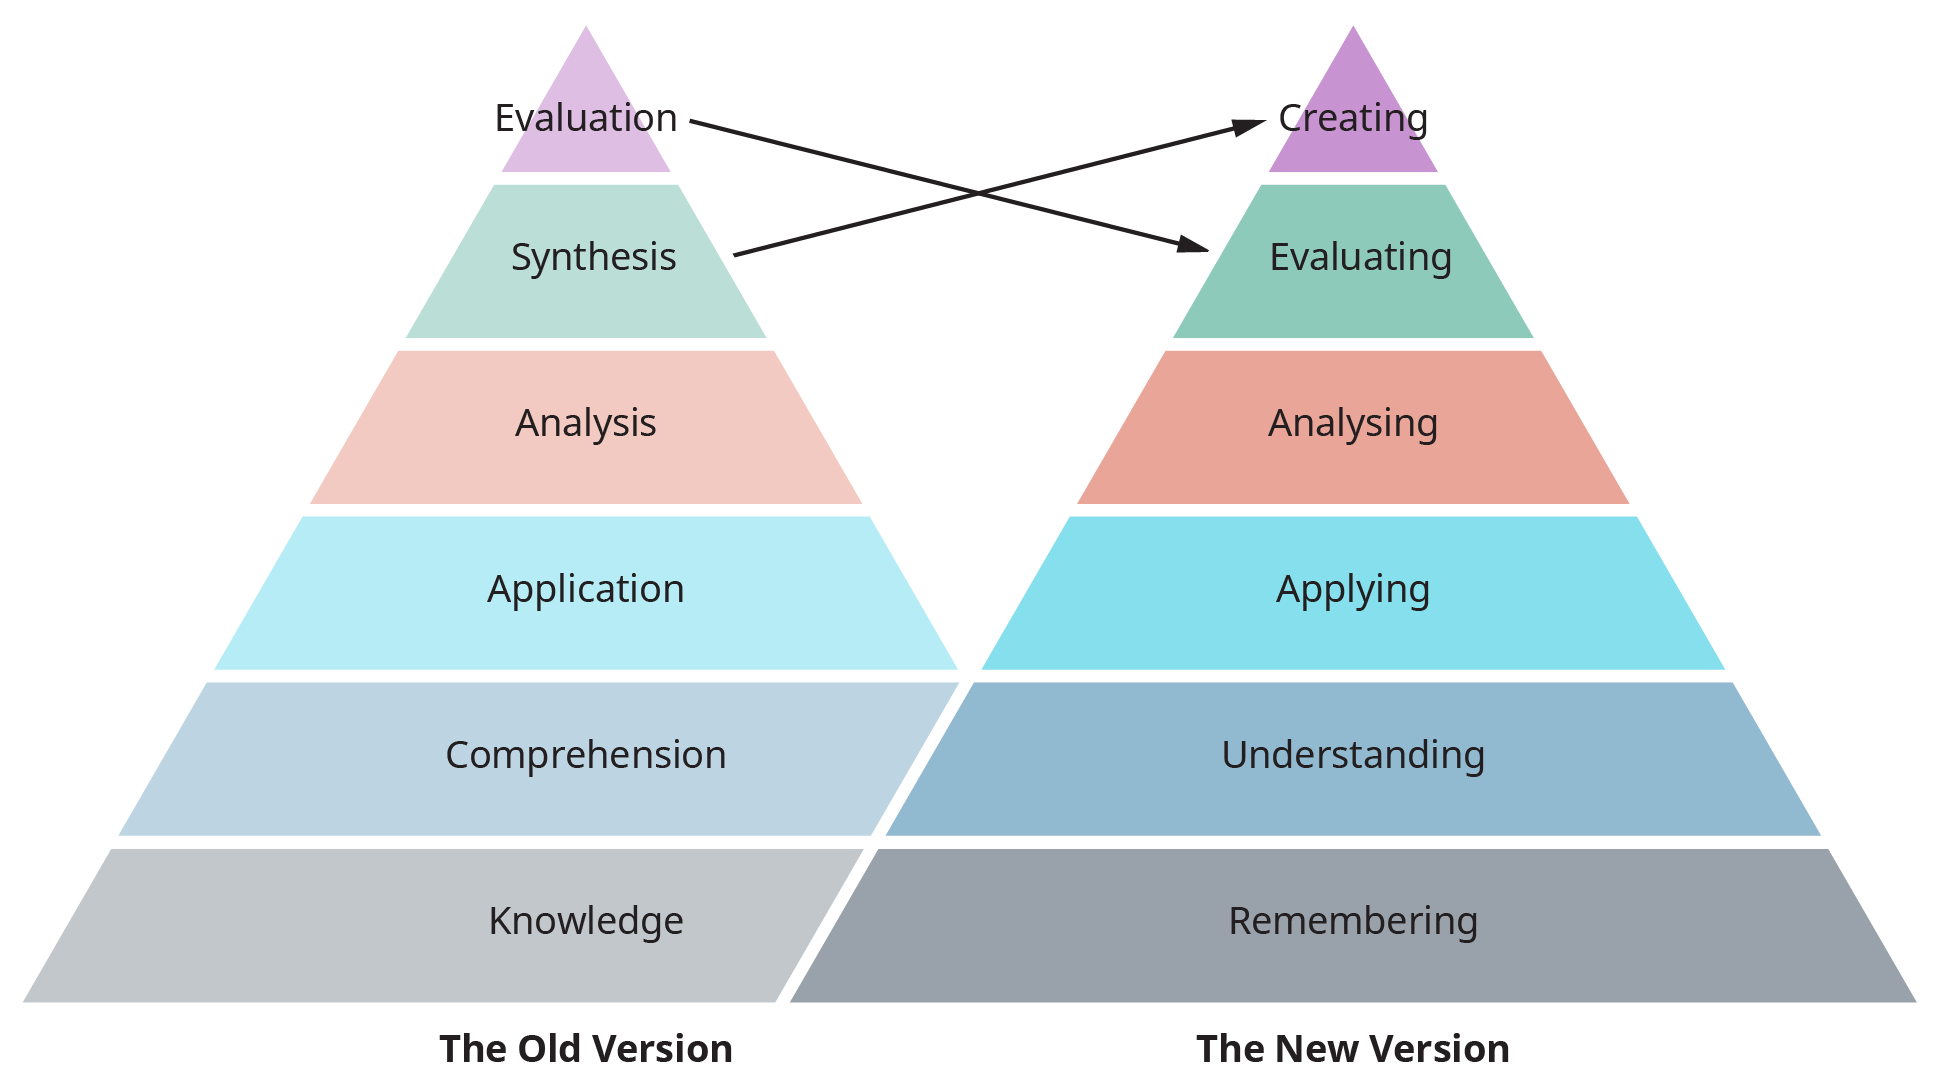 Evaluation
Creating
Synthesis
Evaluating
Analysis
Analysing
Application
Applying
Comprehension
Understanding
Knowledge
Remembering
The Old Version
The New Version